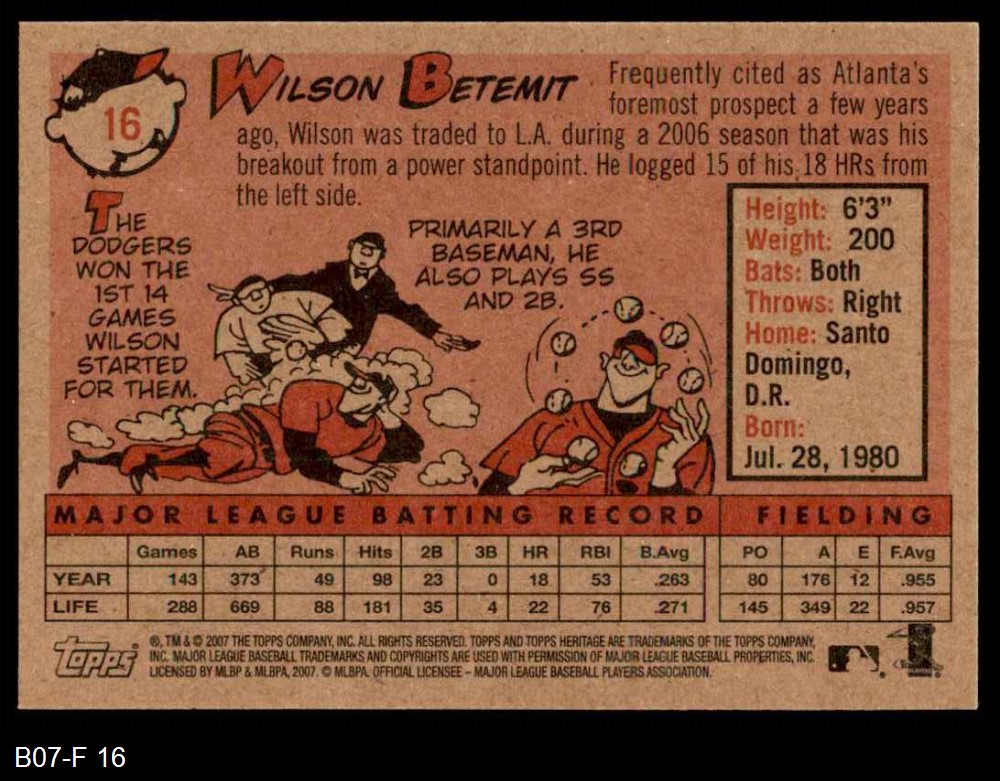 16
WILSON BETEMIT
Frequently cited as Atlanta's
foremost prospect a few years
ago, Wilson was traded to L.A. during a 2006 season that was his
breakout from a power standpoint. He logged 15 of his 18 HRs from
the left side.
THE
DODGERS
WON THE
1ST 14
GAMES
WILSON
STARTED
FOR THEM.
PRIMARILY A 3RD
BASEMAN, HE
ALSO PLAYS SS
AND 2B.
Height: 6'3"
Weight: 200
Bats: Both
Throws: Right
Home: Santo
Domingo,
D.R.
Born:
Jul. 28, 1980
MAJOR LEAGUE BATTING RECORD FIELDING
Games AB Runs Hits 2B 3B HR RBI B.Avg PO A E F.Avg
YEAR 143 373 49 98 23 0 18 53 .263 80 176 12 .955
LIFE 288 669 88 181 35 4 22 76 .271 145 349 22 .957
Topps
®, TM & © 2007 THE TOPPS COMPANY, INC. ALL RIGHTS RESERVED. TOPPS AND TOPPS HERITAGE ARE TRADEMARKS OF THE TOPPS COMPANY,
INC. MAJOR LEAGUE BASEBALL TRADEMARKS AND COPYRIGHTS ARE USED WITH PERMISSION OF MAJOR LEAGUE BASEBALL PROPERTIES, INC.
LICENSED BY MLBP & MLBPA, 2007. © MLBPA. OFFICIAL LICENSEE – MAJOR LEAGUE BASEBALL PLAYERS ASSOCIATION.
B07-F 16